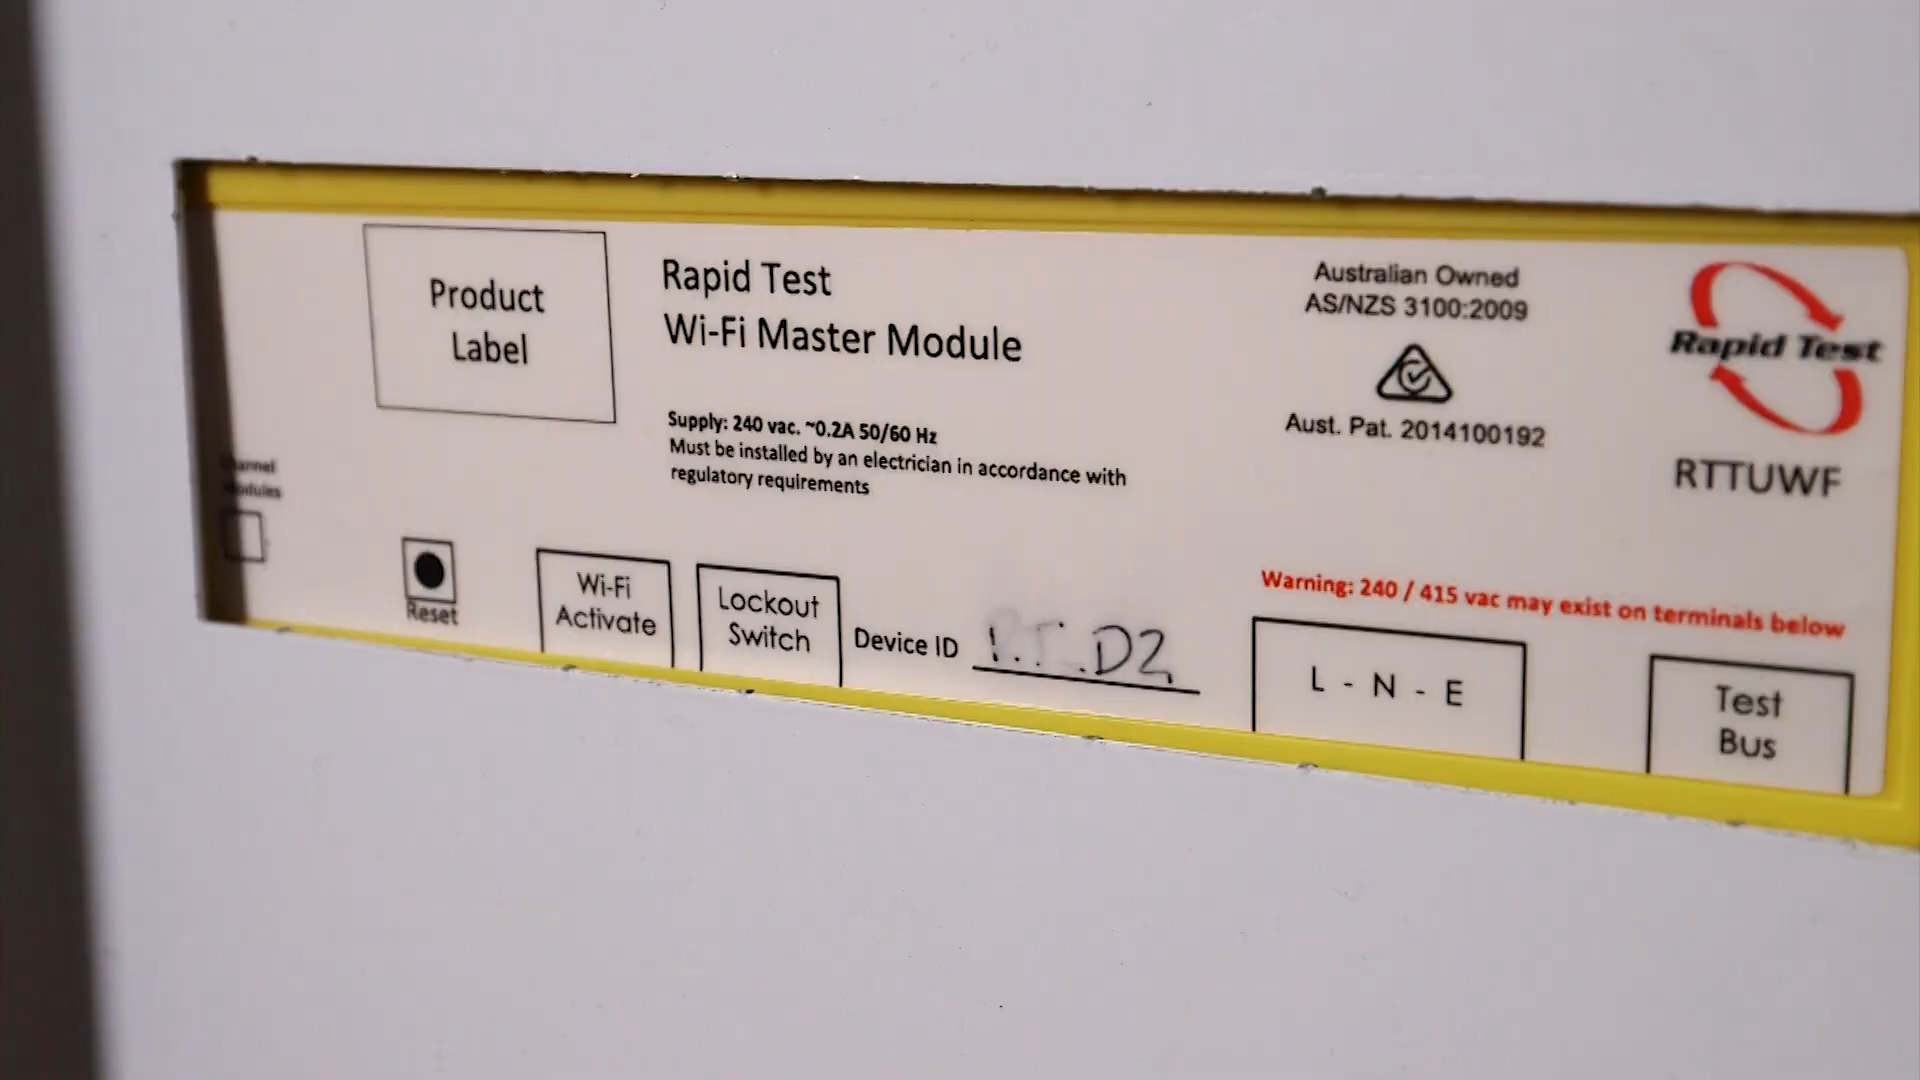 Product
Label
Rapid Test
Wi-Fi Master Module
Supply: 240 vac. ~0.2A 50/60 Hz
Must be installed by an electrician in accordance with
regulatory requirements
Australian Owned
AS/NZS 3100:2009
Aust. Pat. 2014100192
Rapid Test
RTTUWF
Reset
Wi-Fi
Activate
Lockout
Switch
Device ID
D2
Warning: 240 / 415 vac may exist on terminals below
L - N - E
Test
Bus